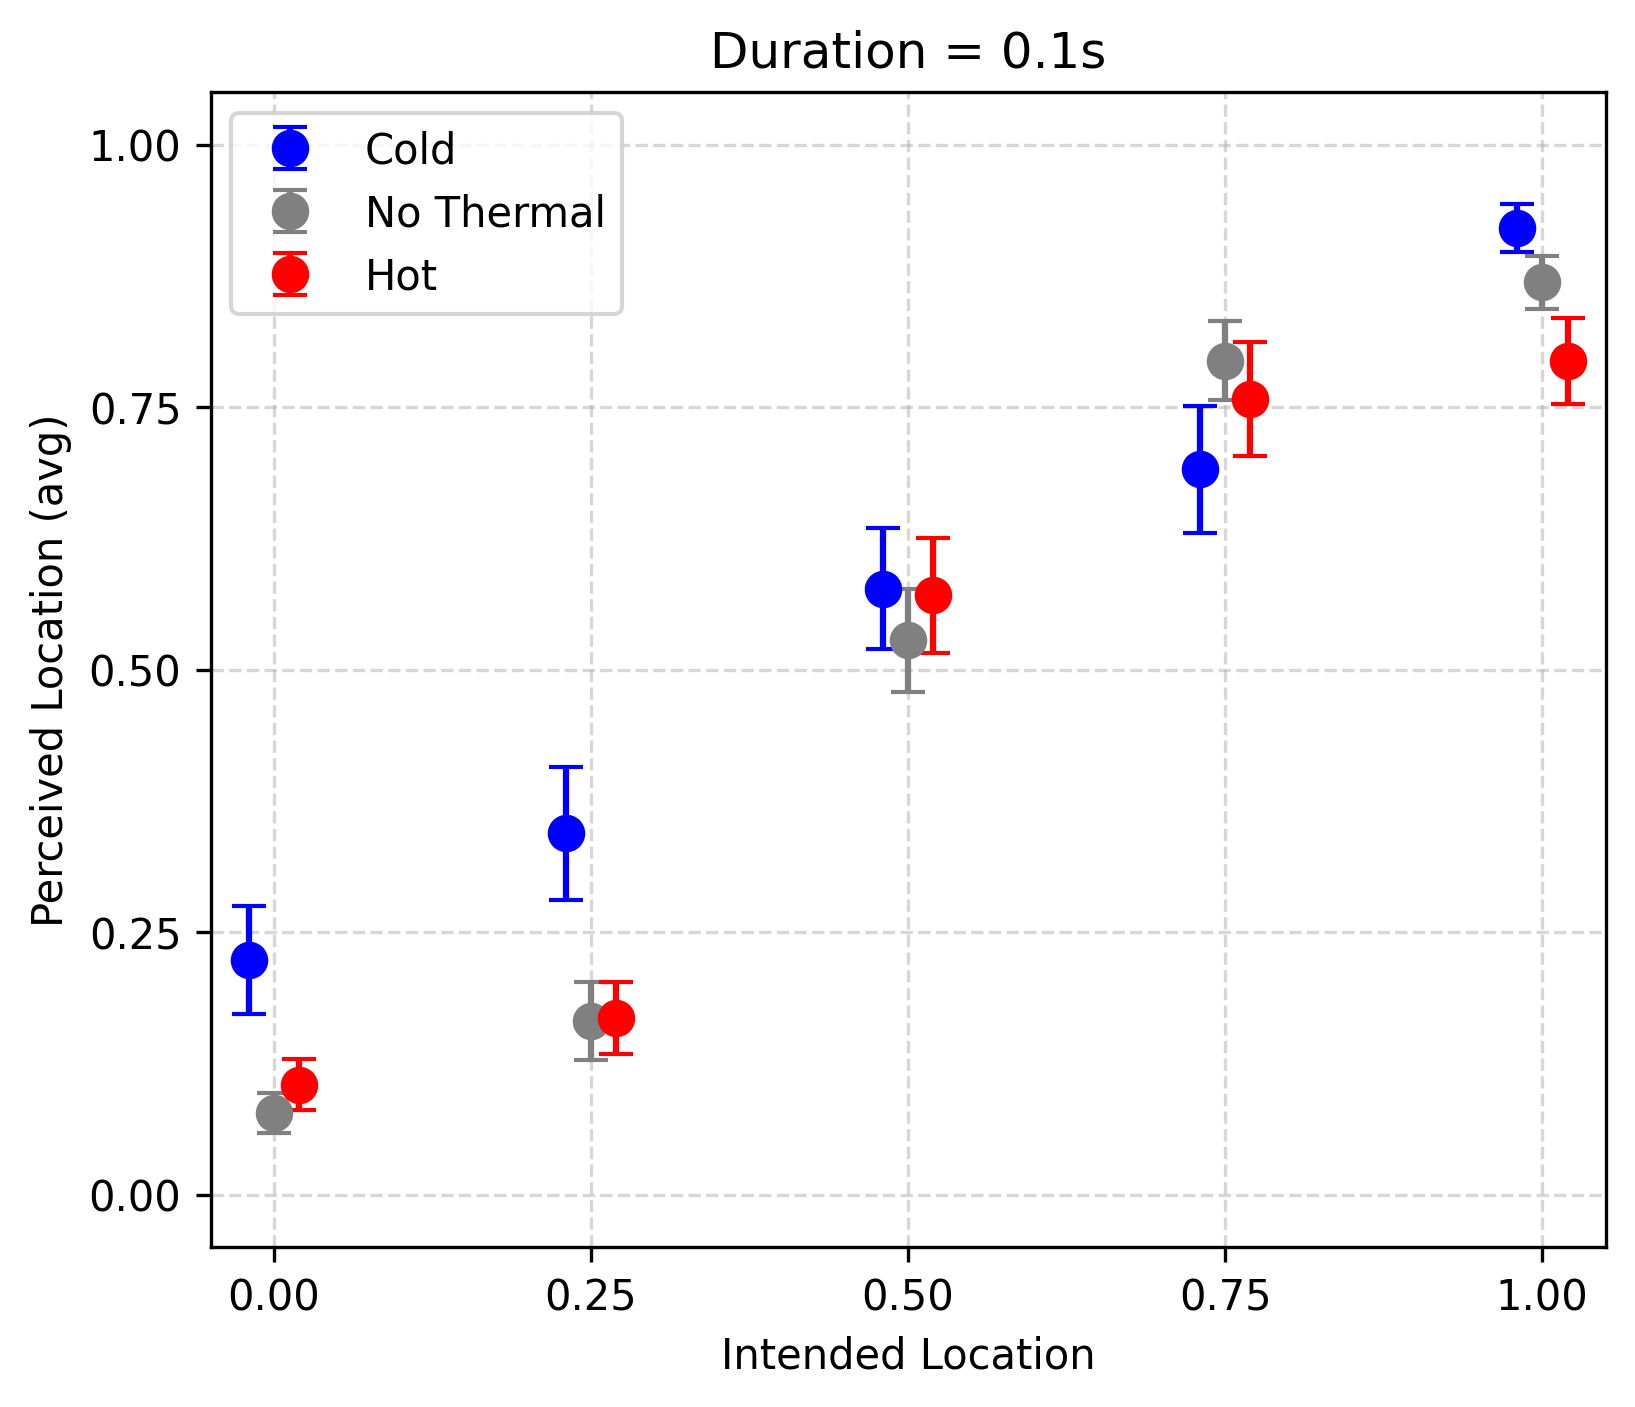 Duration = 0.1s
Cold
No Thermal
Hot
1.00
0.75
0.50
0.25
0.00
Perceived Location (avg)
0.00 0.25 0.50 0.75 1.00
Intended Location